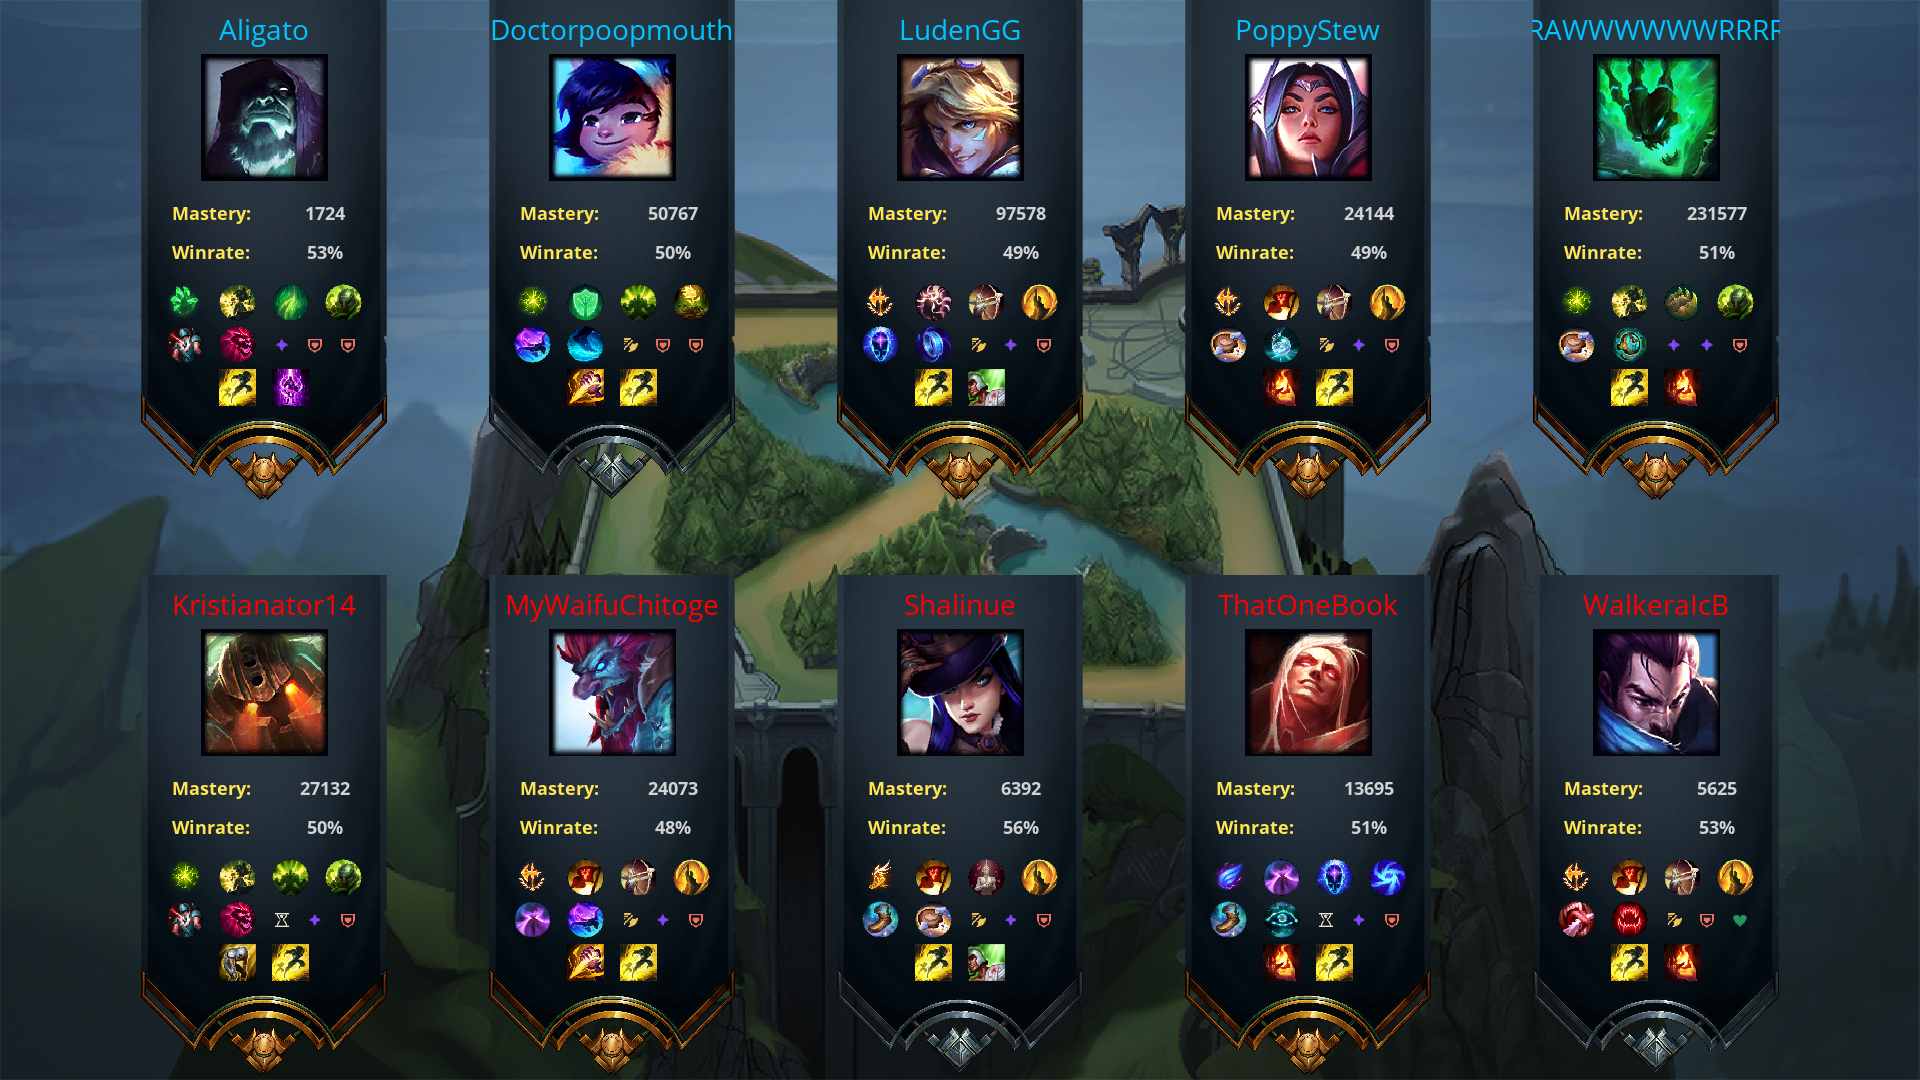 Aligato
Mastery: 1724
Winrate: 53%
Doctorpoopmouth
Mastery: 50767
Winrate: 50%
LudenGG
Mastery: 97578
Winrate: 49%
PoppyStew
Mastery: 24144
Winrate: 49%
RAWWWWWWRRRR
Mastery: 231577
Winrate: 51%
Kristianator14
Mastery: 27132
Winrate: 50%
MyWaifuChitoge
Mastery: 24073
Winrate: 48%
Shalinue
Mastery: 6392
Winrate: 56%
ThatOneBook
Mastery: 13695
Winrate: 51%
WalkeraIcB
Mastery: 5625
Winrate: 53%